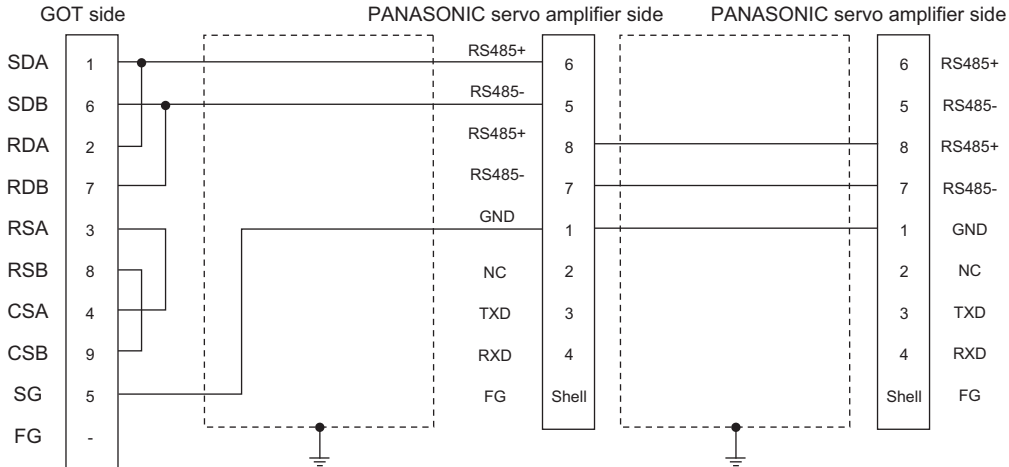 GOT side PANASONIC servo amplifier side PANASONIC servo amplifier side
SDA 1 RS485+ 6 6 RS485+
SDB 6 RS485- 5 5 RS485-
RDA 2 RS485+ 8 8 RS485+
RDB 7 RS485- 7 7 RS485-
RSA 3 GND 1 1 GND
RSB 8 NC 2 2 NC
CSA 4 TXD 3 3 TXD
CSB 9 RXD 4 4 RXD
SG 5 FG Shell Shell FG
FG -